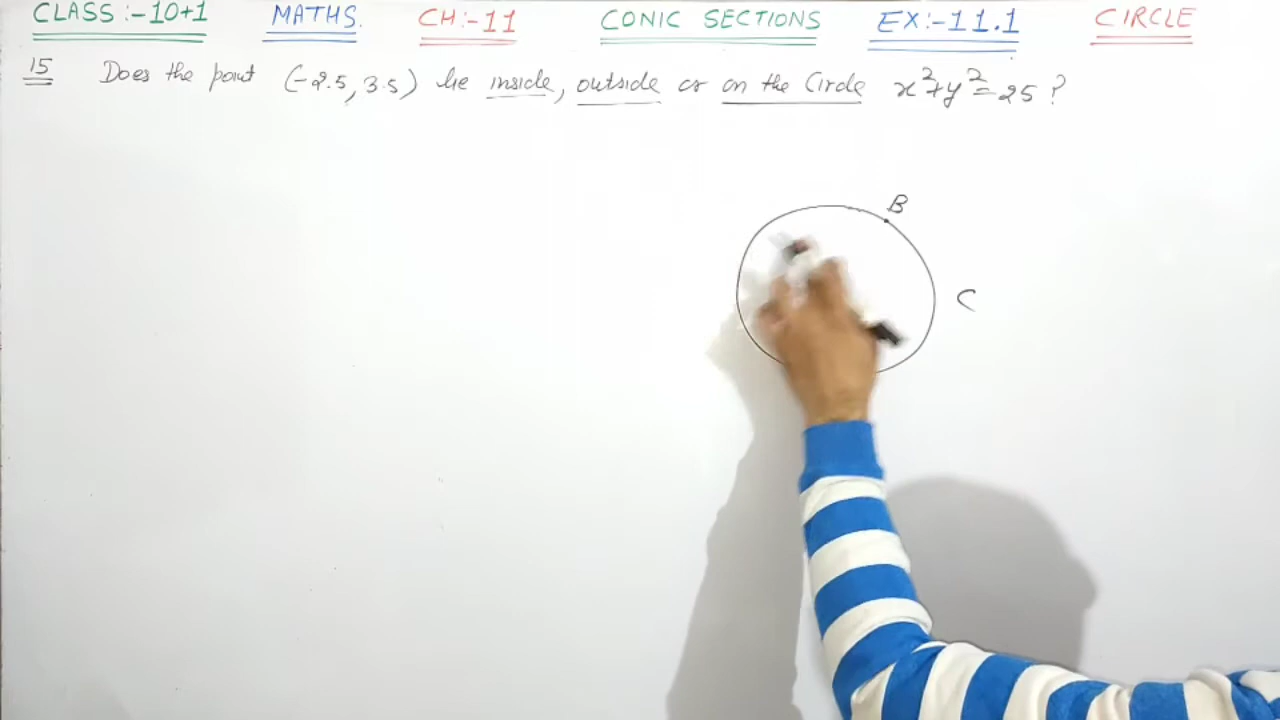 CLASS :-10+1 MATHS. CH:-11 CONIC SECTIONS EX:-11.1 CIRCLE
15 Does the point (-2.5, 3.5) lie inside, outside or on the Circle x²+y²=25?
B
C